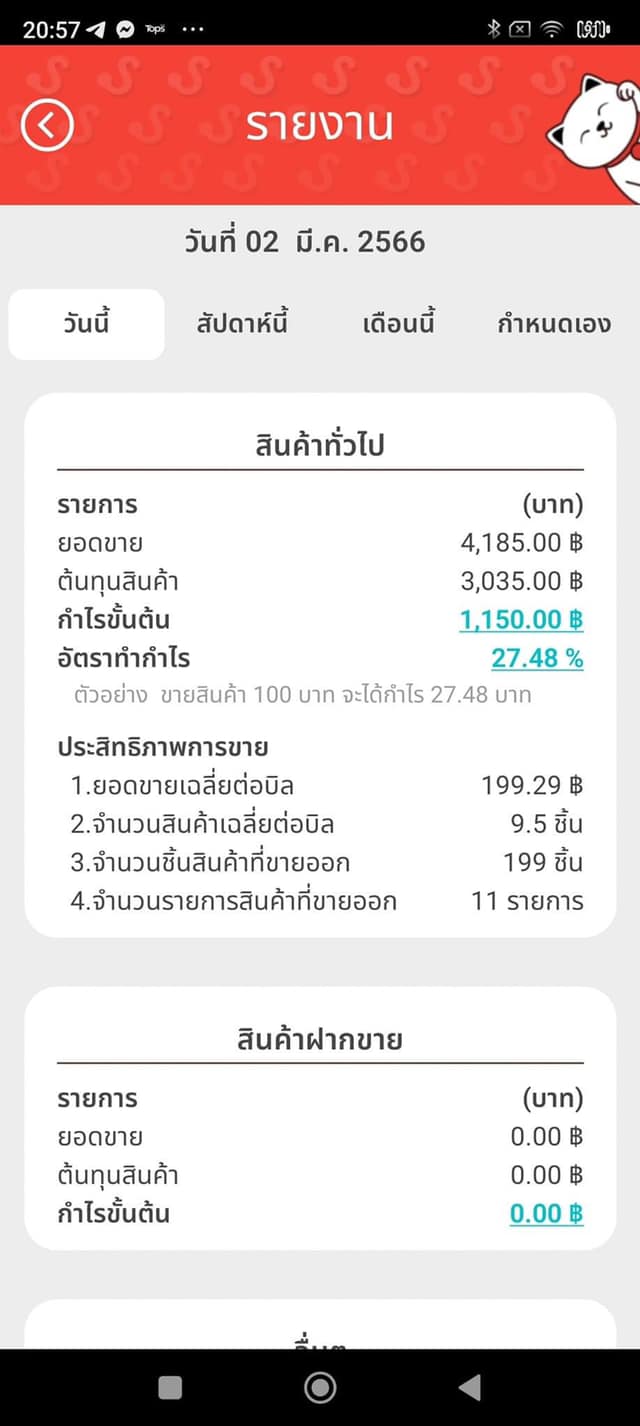 20:57 Tops ...
รายงาน
วันที่ 02 มี.ค. 2566
วันนี้ สัปดาห์นี้ เดือนนี้ กำหนดเอง
สินค้าทั่วไป
รายการ (บาท)
ยอดขาย 4,185.00 ฿
ต้นทุนสินค้า 3,035.00 ฿
กำไรขั้นต้น 1,150.00 ฿
อัตราทำกำไร 27.48 %
ตัวอย่าง ขายสินค้า 100 บาท จะได้กำไร 27.48 บาท
ประสิทธิภาพการขาย
1.ยอดขายเฉลี่ยต่อบิล 199.29 ฿
2.จำนวนสินค้าเฉลี่ยต่อบิล 9.5 ชิ้น
3.จำนวนชิ้นสินค้าที่ขายออก 199 ชิ้น
4.จำนวนรายการสินค้าที่ขายออก 11 รายการ
สินค้าฝากขาย
รายการ (บาท)
ยอดขาย 0.00 ฿
ต้นทุนสินค้า 0.00 ฿
กำไรขั้นต้น 0.00 ฿